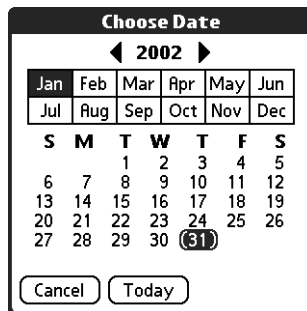 Choose Date
2002
Jan Feb Mar Apr May Jun
Jul Aug Sep Oct Nov Dec
S M T W T F S
1 2 3 4 5
6 7 8 9 10 11 12
13 14 15 16 17 18 19
20 21 22 23 24 25 26
27 28 29 30 31
Cancel Today